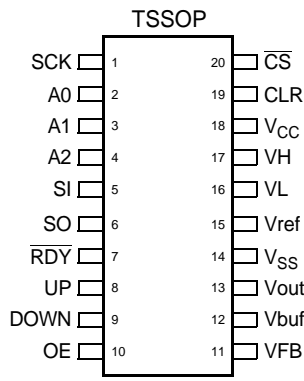 TSSOP
SCK 1 20 C̅S̅
A0 2 19 CLR
A1 3 18 VCC
A2 4 17 VH
SI 5 16 VL
SO 6 15 Vref
R̅D̅Y̅ 7 14 VSS
UP 8 13 Vout
DOWN 9 12 Vbuf
OE 10 11 VFB